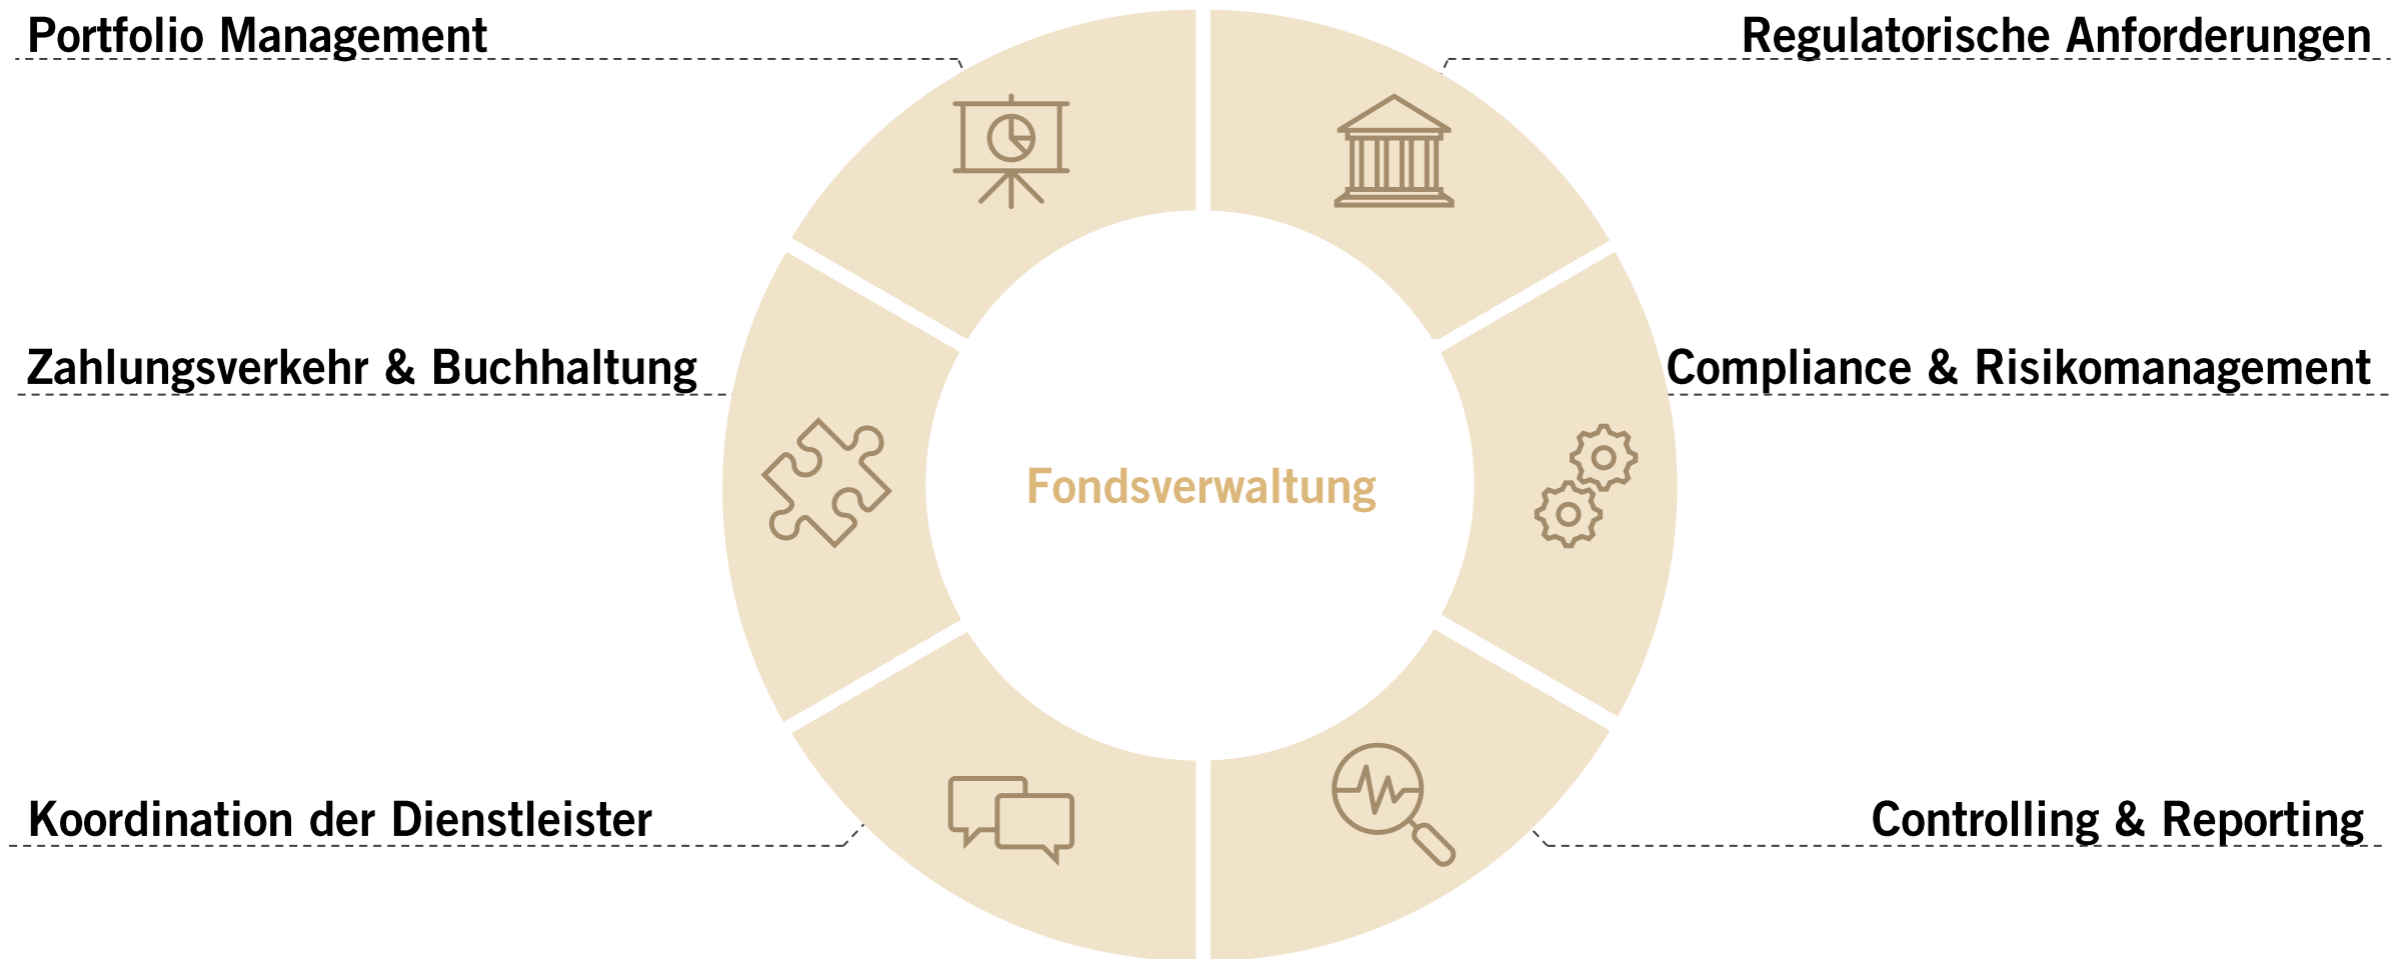 Portfolio Management
Regulatorische Anforderungen
Zahlungsverkehr & Buchhaltung
Compliance & Risikomanagement
Fondsverwaltung
Koordination der Dienstleister
Controlling & Reporting